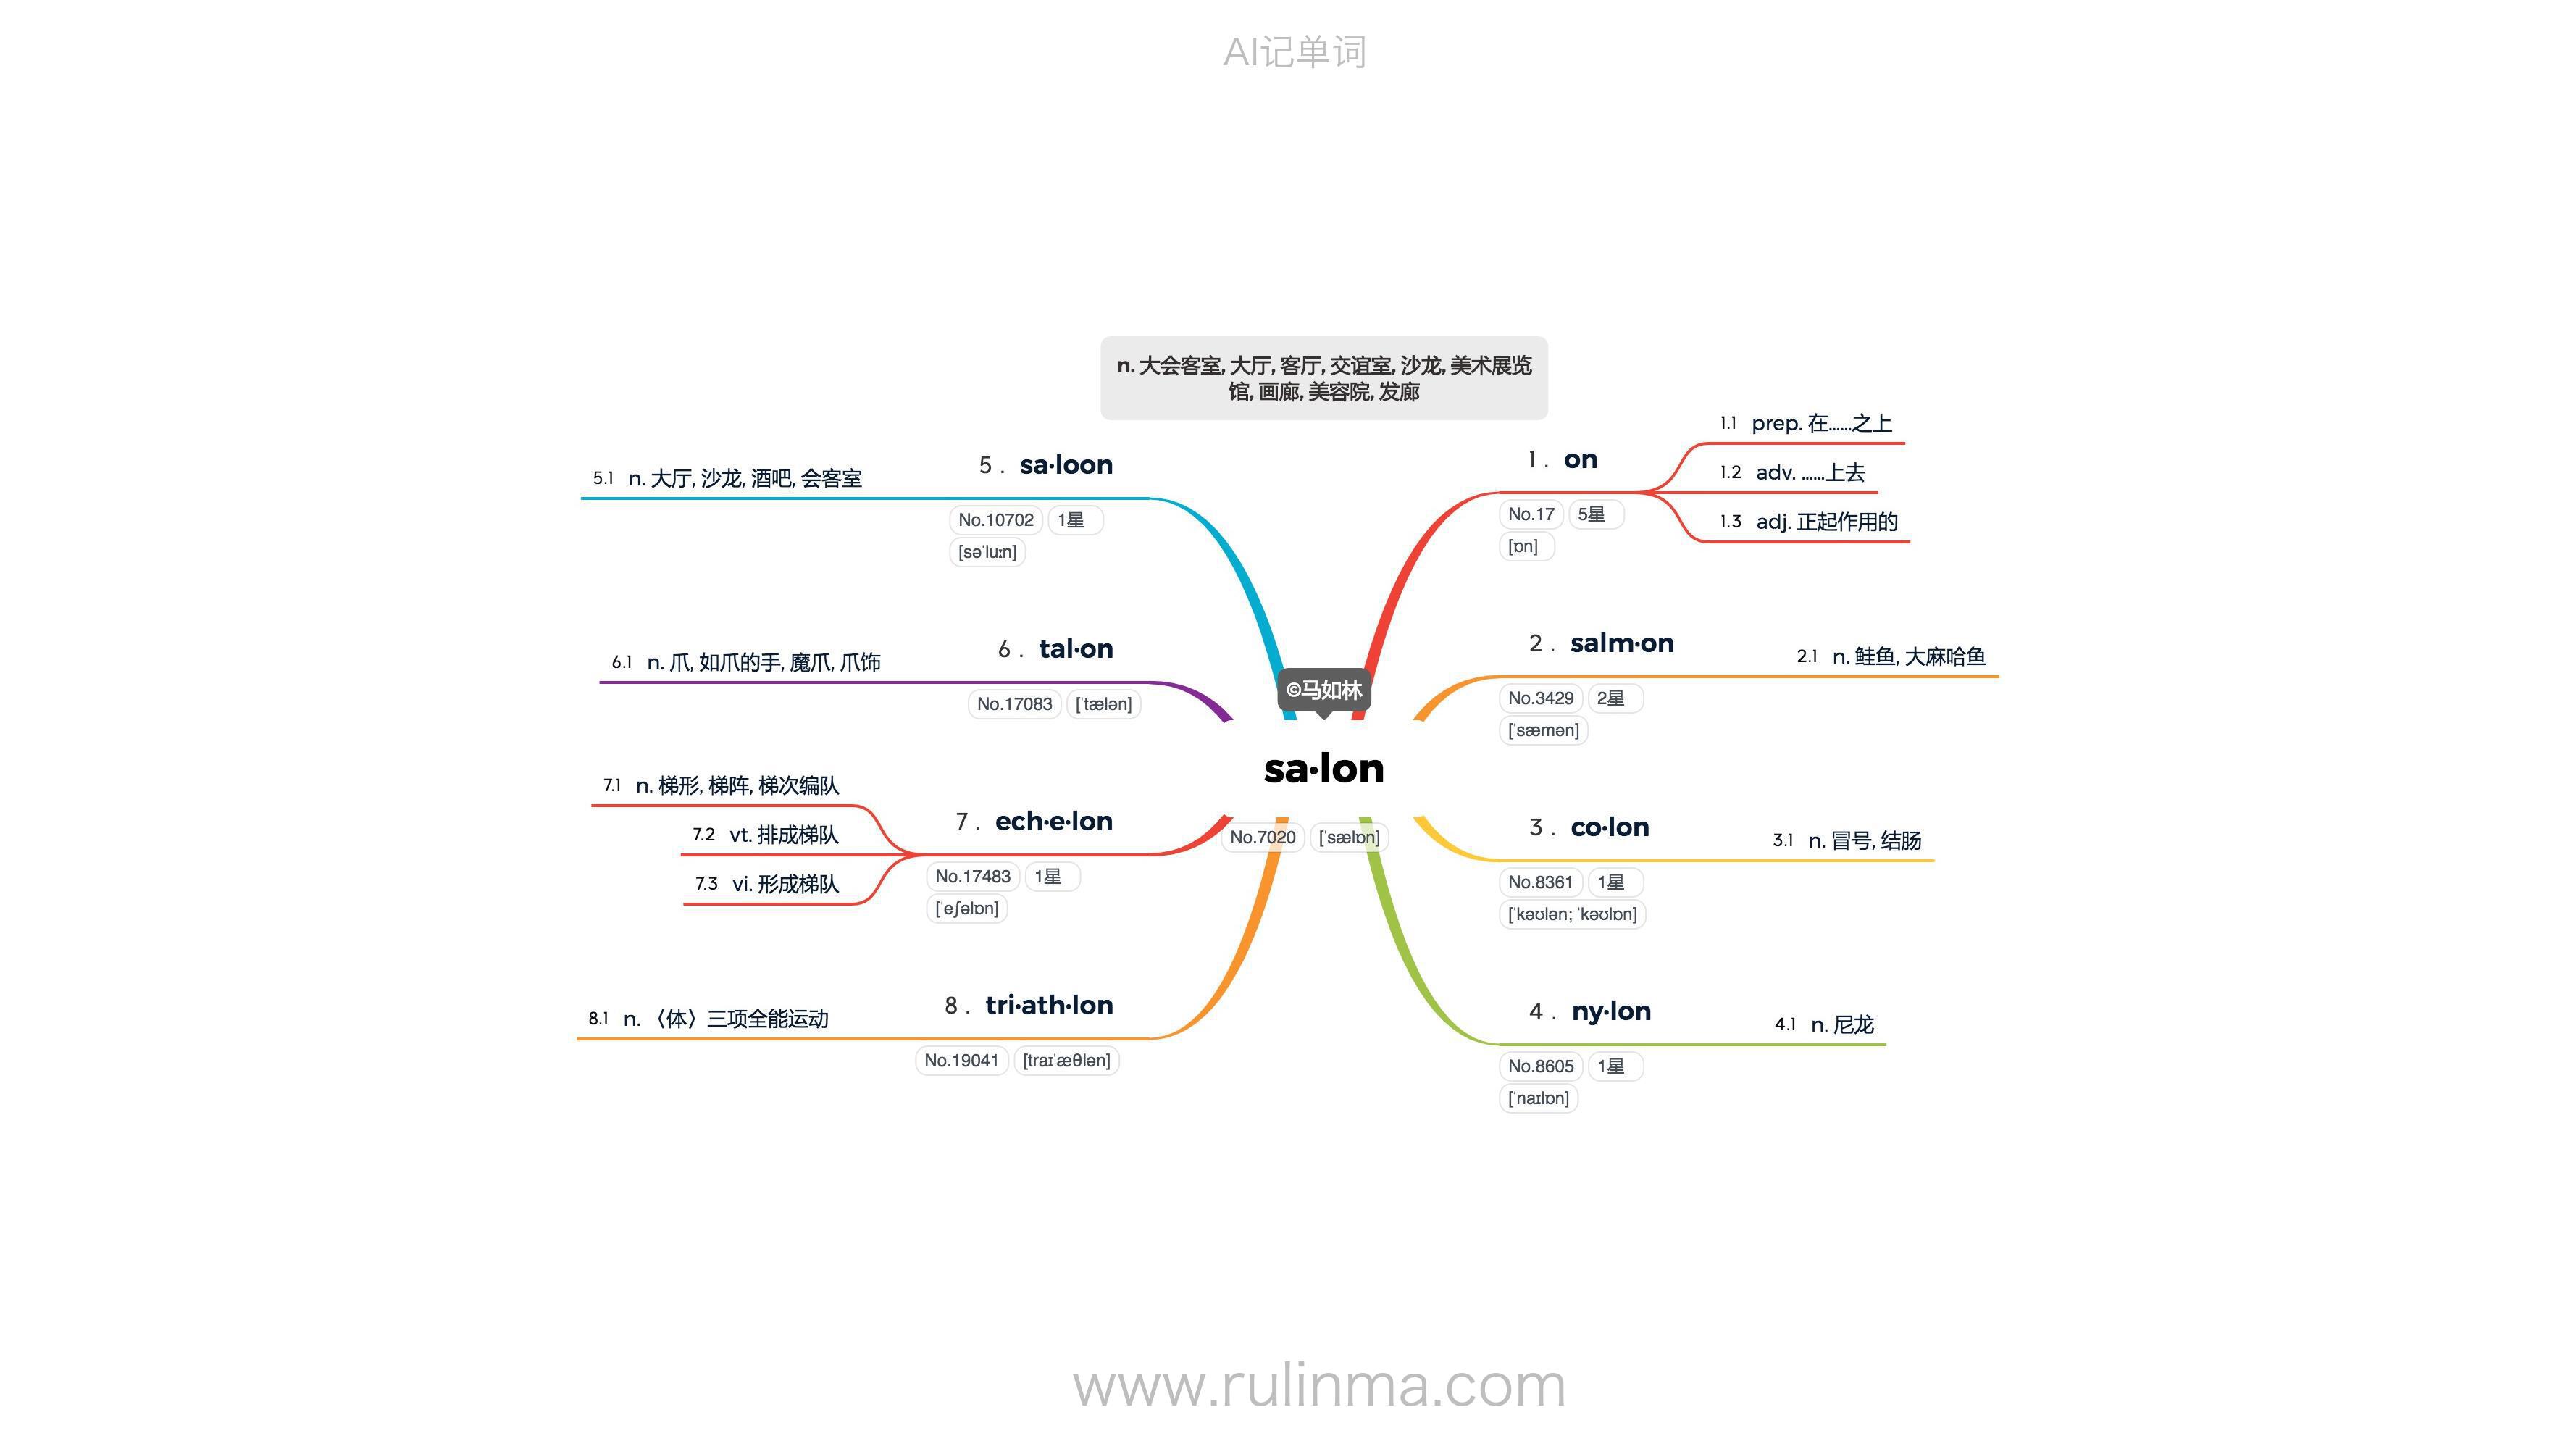 AI记单词
n. 大会客室, 大厅, 客厅, 交谊室, 沙龙, 美术展览
馆, 画廊, 美容院, 发廊
©马如林
sa·lon
No.7020 [ˈsælɒn]
1 . on
No.17 5星
[ɒn]
1.1 prep. 在……之上
1.2 adv. ……上去
1.3 adj. 正起作用的
2 . salm·on
No.3429 2星
[ˈsæmən]
2.1 n. 鲑鱼, 大麻哈鱼
3 . co·lon
No.8361 1星
[ˈkəʊlən; ˈkəʊlɒn]
3.1 n. 冒号, 结肠
4 . ny·lon
No.8605 1星
[ˈnaɪlɒn]
4.1 n. 尼龙
5 . sa·loon
No.10702 1星
[səˈluːn]
5.1 n. 大厅, 沙龙, 酒吧, 会客室
6 . tal·on
No.17083 [ˈtælən]
6.1 n. 爪, 如爪的手, 魔爪, 爪饰
7 . ech·e·lon
No.17483 1星
[ˈeʃəlɒn]
7.1 n. 梯形, 梯阵, 梯次编队
7.2 vt. 排成梯队
7.3 vi. 形成梯队
8 . tri·ath·lon
No.19041 [traɪˈæθlən]
8.1 n. 〈体〉三项全能运动
www.rulinma.com